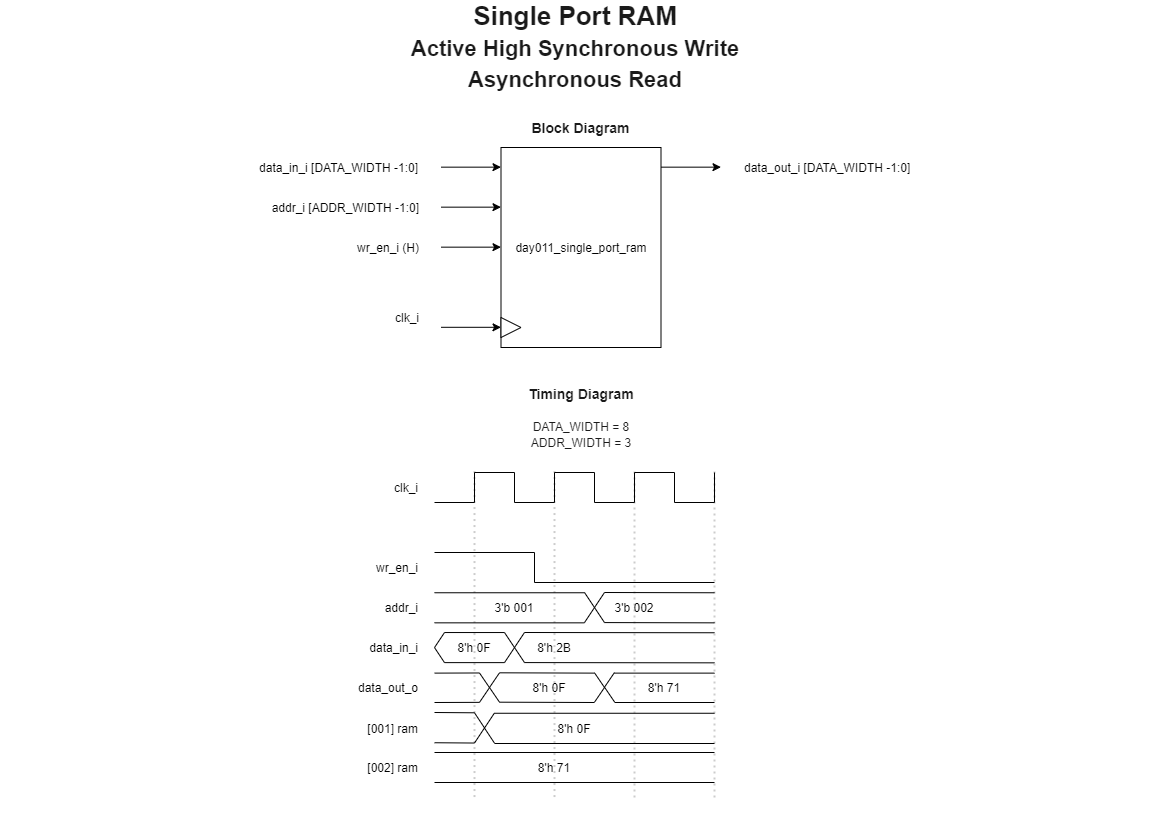 Single Port RAM
Active High Synchronous Write
Asynchronous Read
Block Diagram
data_in_i [DATA_WIDTH -1:0]
data_out_i [DATA_WIDTH -1:0]
addr_i [ADDR_WIDTH -1:0]
wr_en_i (H)
day011_single_port_ram
clk_i
Timing Diagram
DATA_WIDTH = 8
ADDR_WIDTH = 3
clk_i
wr_en_i
addr_i 3'b 001 3'b 002
data_in_i 8'h 0F 8'h 2B
data_out_o 8'h 0F 8'h 71
[001] ram 8'h 0F
[002] ram 8'h 71